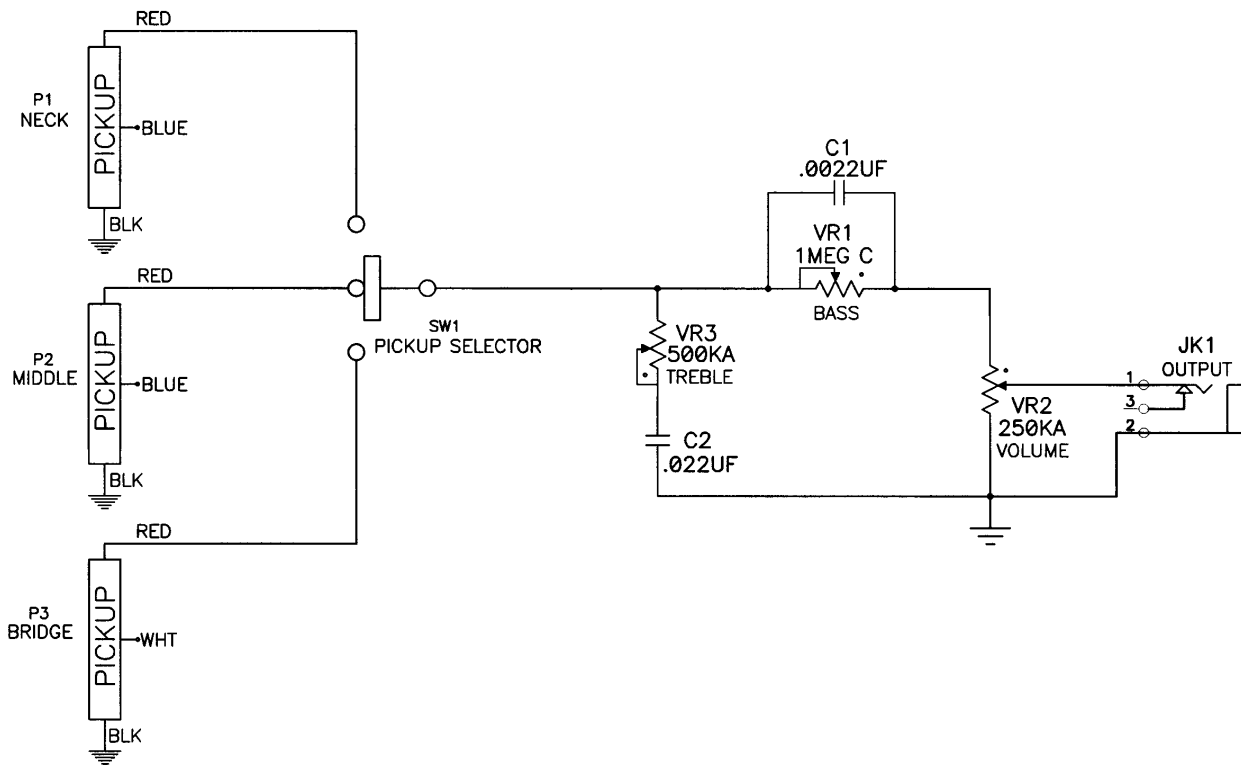 RED
P1
NECK
PICKUP
BLUE
BLK
RED
P2
MIDDLE
PICKUP
BLUE
BLK
RED
P3
BRIDGE
PICKUP
WHT
BLK
SW1
PICKUP SELECTOR
C1
.0022UF
VR1
1MEG C
BASS
VR3
500KA
TREBLE
C2
.022UF
VR2
250KA
VOLUME
JK1
OUTPUT
1
3
2